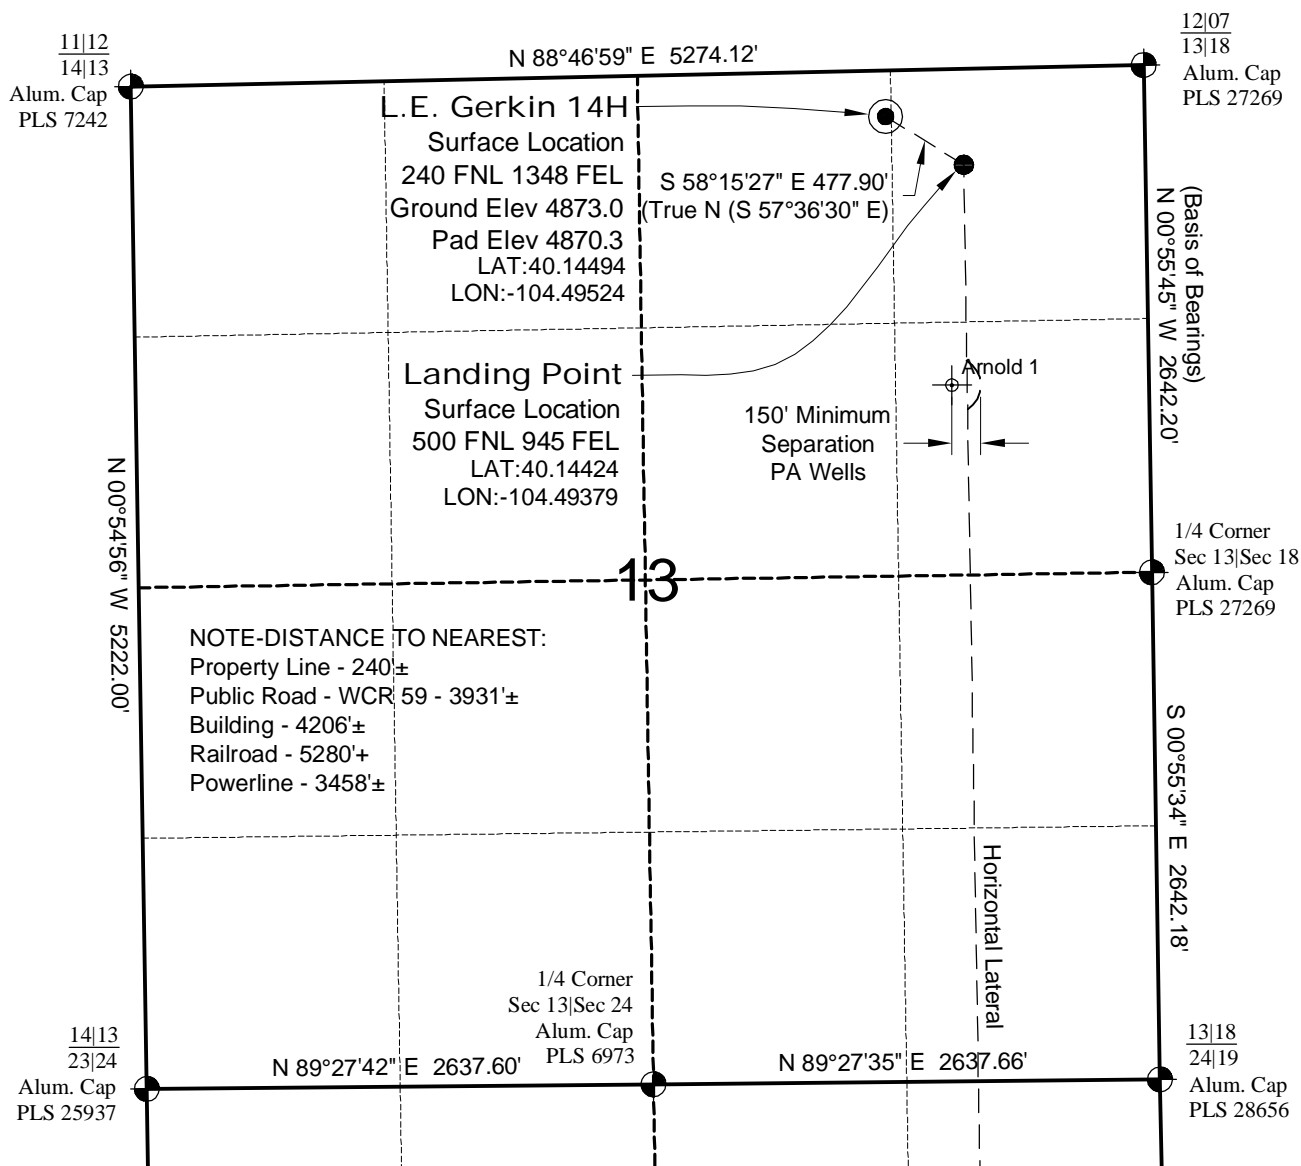 11|12
14|13
Alum. Cap
PLS 7242
N 88°46'59" E 5274.12'
12|07
13|18
Alum. Cap
PLS 27269
L.E. Gerkin 14H
Surface Location
240 FNL 1348 FEL
Ground Elev 4873.0
Pad Elev 4870.3
LAT:40.14494
LON:-104.49524
S 58°15'27" E 477.90'
(True N (S 57°36'30" E)
(Basis of Bearings)
N 00°55'45" W 2642.20'
Landing Point
Surface Location
500 FNL 945 FEL
LAT:40.14424
LON:-104.49379
Arnold 1
150' Minimum
Separation
PA Wells
N 00°54'56" W 5222.00'
1/4 Corner
Sec 13|Sec 18
Alum. Cap
PLS 27269
13
NOTE-DISTANCE TO NEAREST:
Property Line - 240'±
Public Road - WCR 59 - 3931'±
Building - 4206'±
Railroad - 5280'+
Powerline - 3458'±
S 00°55'34" E 2642.18'
Horizontal Lateral
1/4 Corner
Sec 13|Sec 24
Alum. Cap
PLS 6973
14|13
23|24
Alum. Cap
PLS 25937
N 89°27'42" E 2637.60'
N 89°27'35" E 2637.66'
13|18
24|19
Alum. Cap
PLS 28656